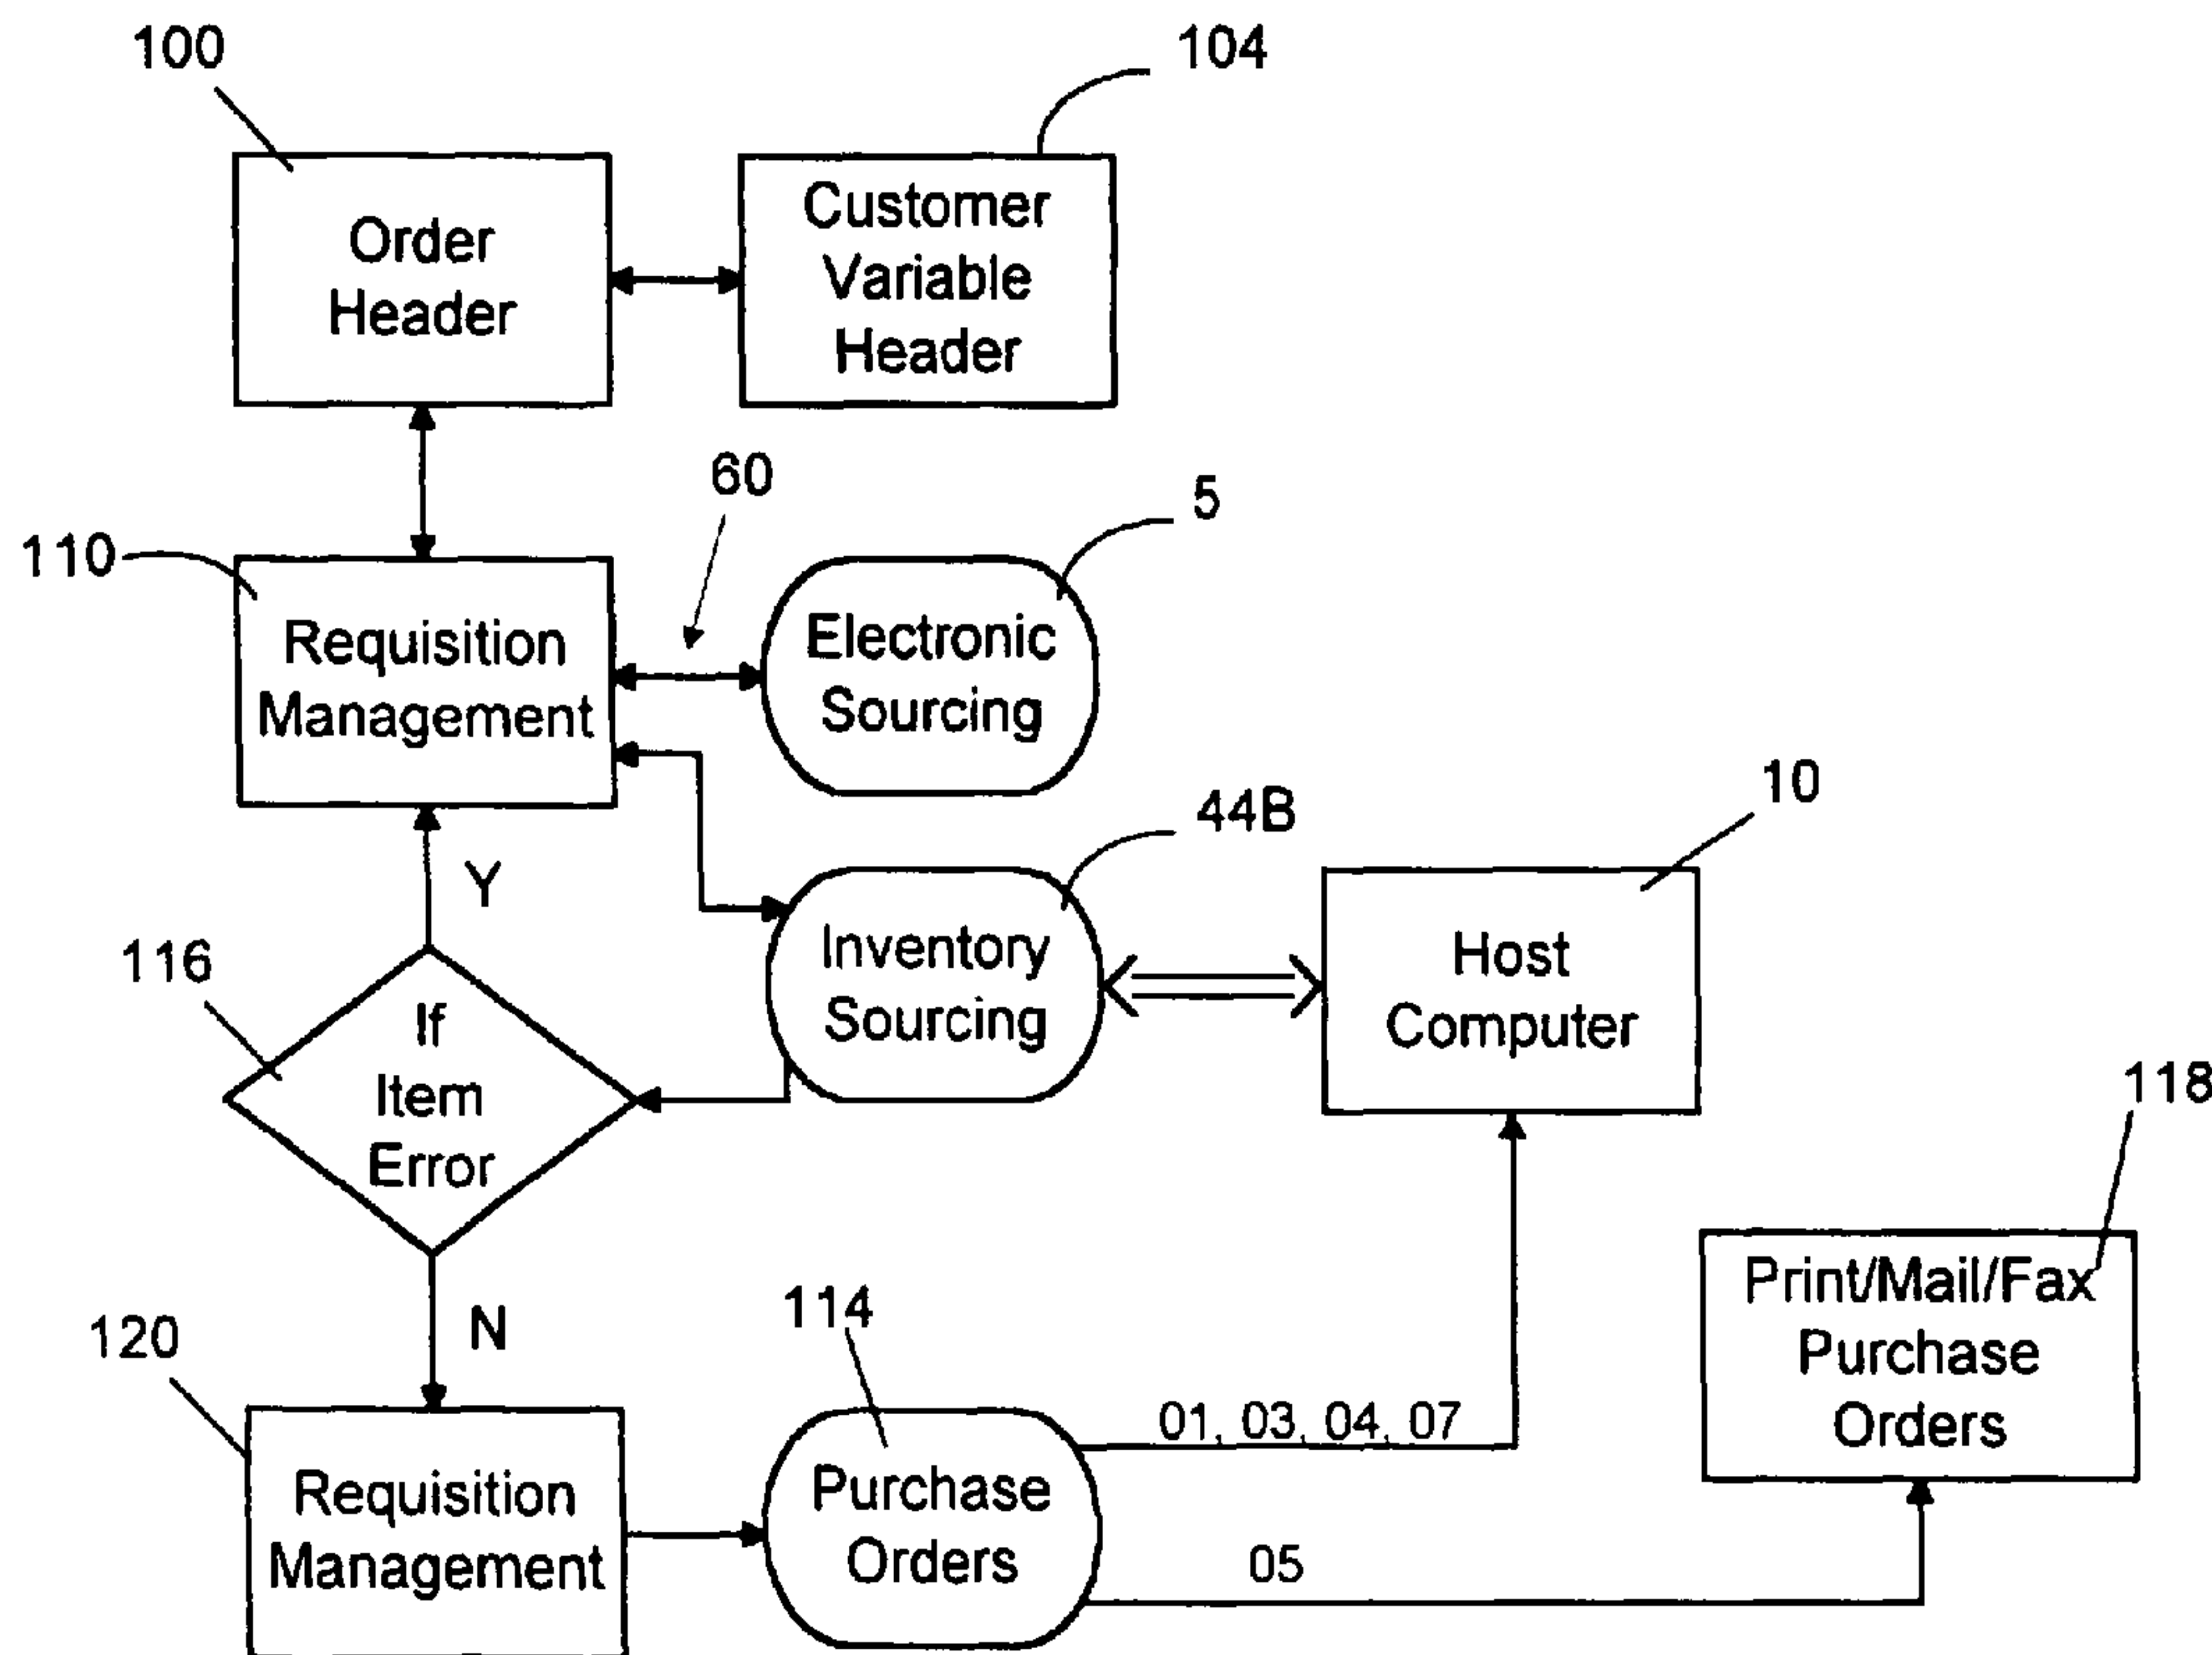 100
104
Order
Header
Customer
Variable
Header
60
5
110
Requisition
Management
Electronic
Sourcing
10
44B
Y
116
If
Item
Error
Inventory
Sourcing
Host
Computer
118
N
120
114
Print/Mail/Fax
Purchase
Orders
01, 03, 04, 07
Requisition
Management
Purchase
Orders
05